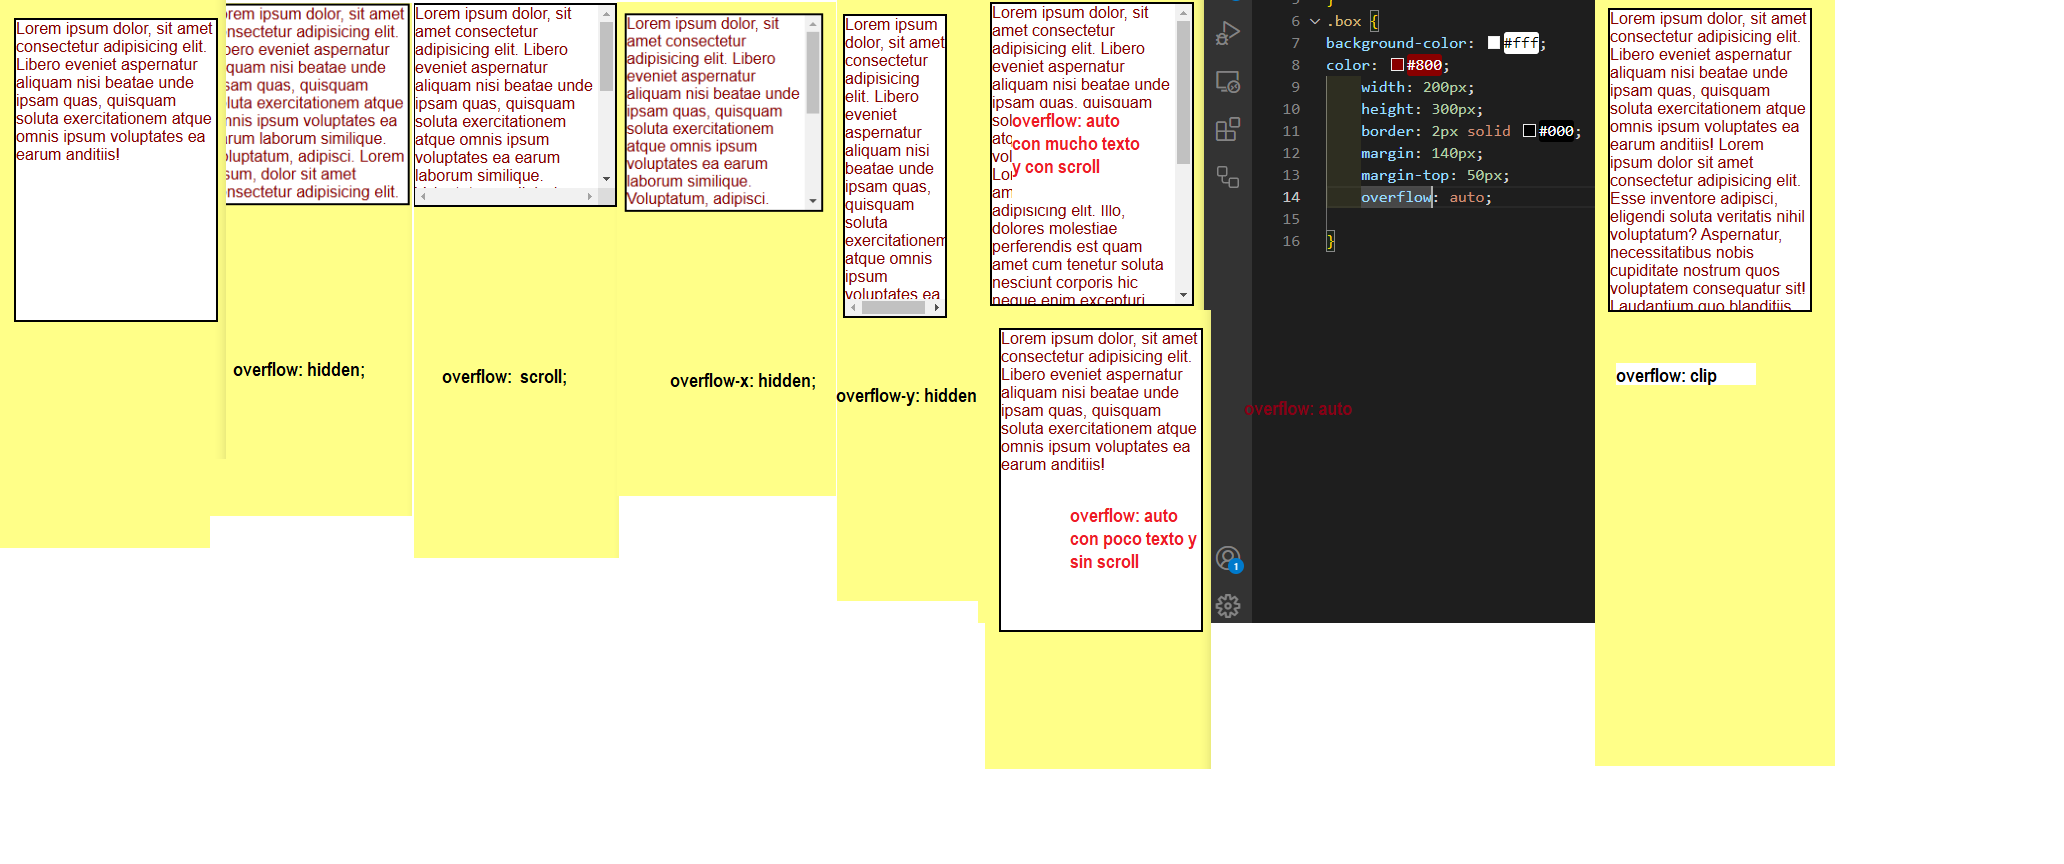 Lorem ipsum dolor, sit amet
consectetur adipisicing elit.
Libero eveniet aspernatur
aliquam nisi beatae unde
ipsam quas, quisquam
soluta exercitationem atque
omnis ipsum voluptates ea
earum anditiis!
orem ipsum dolor, sit amet
nsectetur adipisicing elit.
bero eveniet aspernatur
quam nisi beatae unde
sam quas, quisquam
luta exercitationem atque
nnis ipsum voluptates ea
rum laborum similique.
luptatum, adipisci. Lorem
sum, dolor sit amet
nsectetur adipisicing elit.
overflow: hidden;
Lorem ipsum dolor, sit
amet consectetur
adipisicing elit. Libero
eveniet aspernatur
aliquam nisi beatae unde
ipsam quas, quisquam
soluta exercitationem
atque omnis ipsum
voluptates ea earum
laborum similique.
overflow: scroll;
Lorem ipsum dolor, sit
amet consectetur
adipisicing elit. Libero
eveniet aspernatur
aliquam nisi beatae unde
ipsam quas, quisquam
soluta exercitationem
atque omnis ipsum
voluptates ea earum
laborum similique.
Voluptatum, adipisci.
overflow-x: hidden;
Lorem ipsum
dolor, sit amet
consectetur
adipisicing
elit. Libero
eveniet
aspernatur
aliquam nisi
beatae unde
ipsam quas,
quisquam
soluta
exercitationem
atque omnis
ipsum
voluptates ea
overflow-y: hidden
Lorem ipsum dolor, sit
amet consectetur
adipisicing elit. Libero
eveniet aspernatur
aliquam nisi beatae unde
ipsam quas, quisquam
sol
atc
vol
Lor
am
overflow: auto
con mucho texto
y con scroll
adipisicing elit. Illo,
dolores molestiae
perferendis est quam
amet cum tenetur soluta
nesciunt corporis hic
neque enim excepturi
Lorem ipsum dolor, sit amet
consectetur adipisicing elit.
Libero eveniet aspernatur
aliquam nisi beatae unde
ipsam quas, quisquam
soluta exercitationem atque
omnis ipsum voluptates ea
earum anditiis!
overflow: auto
con poco texto y
sin scroll
5 }
6 .box {
7 background-color: #fff;
8 color: #800;
9 width: 200px;
10 height: 300px;
11 border: 2px solid #000;
12 margin: 140px;
13 margin-top: 50px;
14 overflow: auto;
15
16 }
overflow: auto
1
Lorem ipsum dolor, sit amet
consectetur adipisicing elit.
Libero eveniet aspernatur
aliquam nisi beatae unde
ipsam quas, quisquam
soluta exercitationem atque
omnis ipsum voluptates ea
earum anditiis! Lorem
ipsum dolor sit amet
consectetur adipisicing elit.
Esse inventore adipisci,
eligendi soluta veritatis nihil
voluptatum? Aspernatur,
necessitatibus nobis
cupiditate nostrum quos
voluptatem consequatur sit!
Laudantium quo blanditiis
overflow: clip